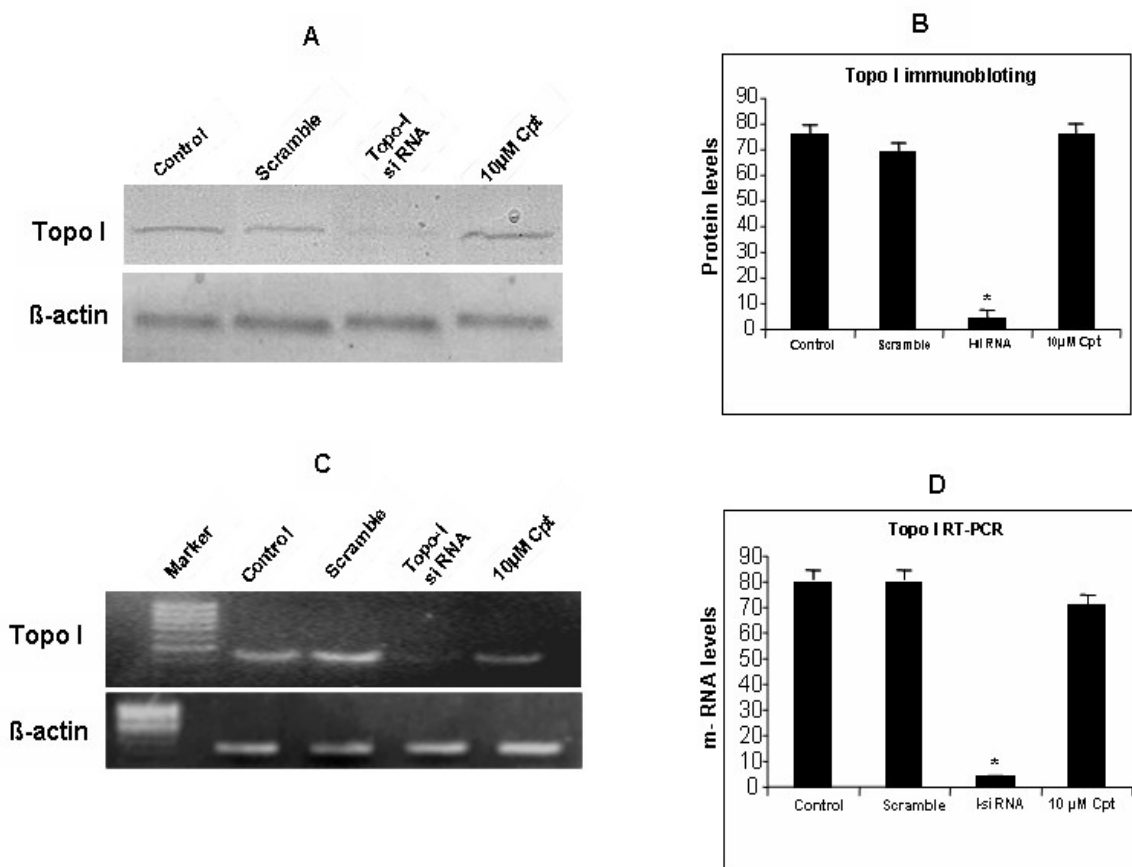 A
Control
Scramble
Topo-I
si RNA
10µM Cpt
Topo I
ß-actin
B
Topo I immunobloting
Protein levels
90
80
70
60
50
40
30
20
10
0
*
Control
Scramble
RNA
10µM Cpt
C
Marker
Control
Scramble
Topo-I
si RNA
10µM Cpt
Topo I
ß-actin
D
Topo I RT-PCR
m- RNA levels
90
80
70
60
50
40
30
20
10
0
*
Control
Scramble
I-si RNA
10 µM Cpt